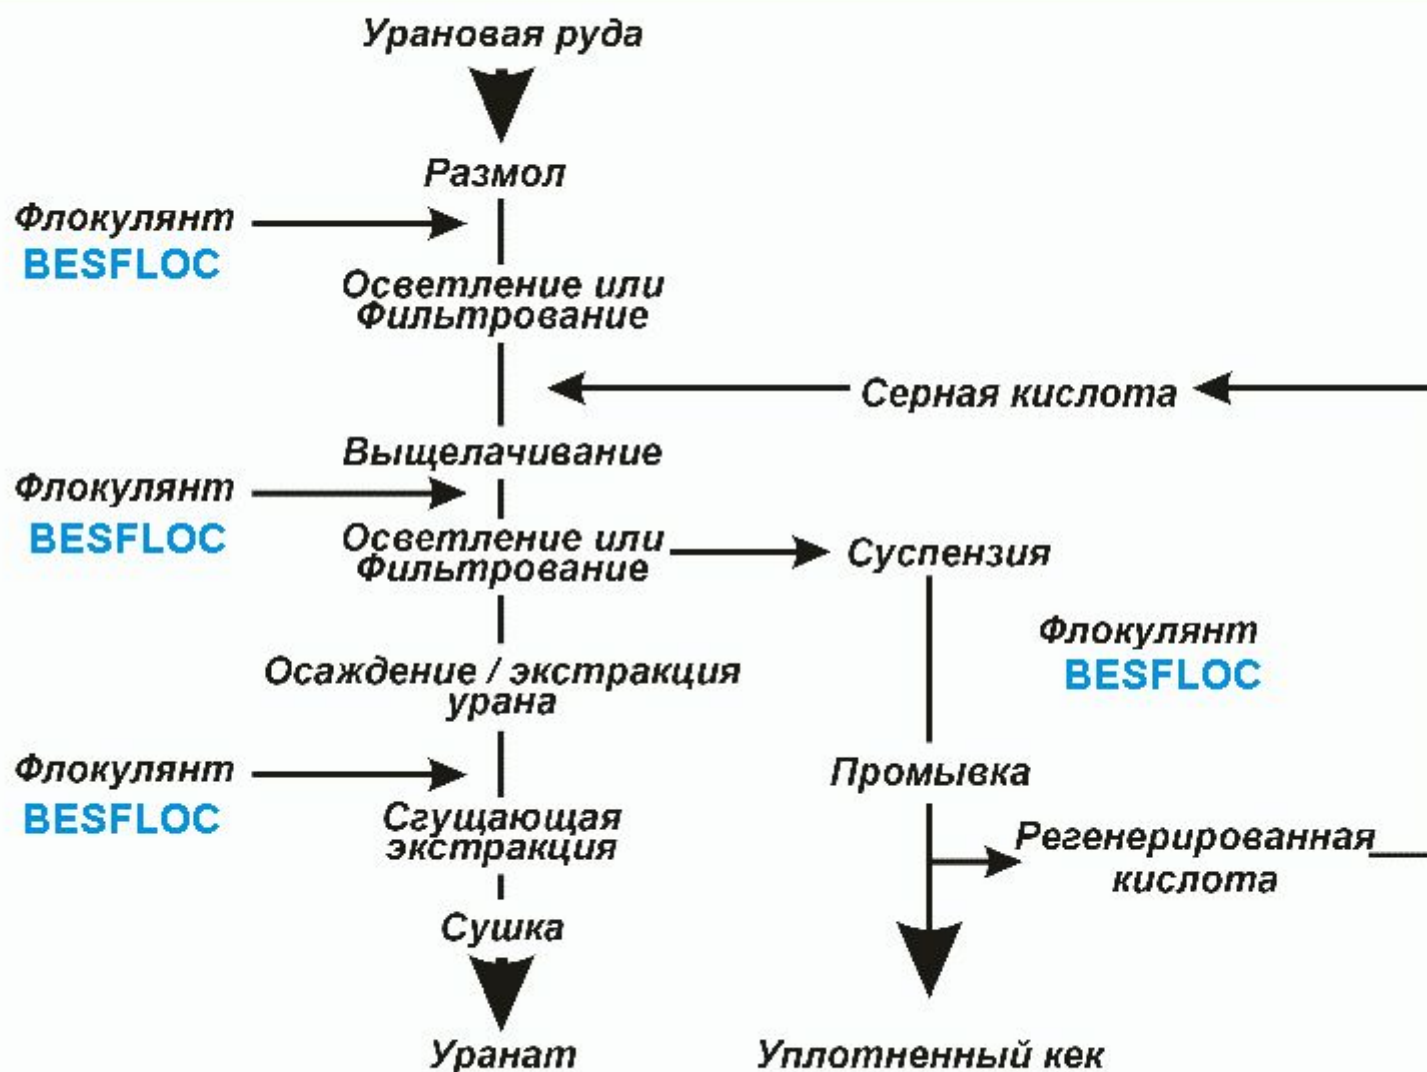 Урановая руда
Размол
Флокулянт
BESFLOC
Осветление или
Фильтрование
Серная кислота
Выщелачивание
Флокулянт
BESFLOC
Осветление или
Фильтрование
Суспензия
Флокулянт
BESFLOC
Осаждение / экстракция
урана
Флокулянт
BESFLOC
Промывка
Сгущающая
экстракция
Регенерированная
кислота
Сушка
Уранат
Уплотненный кек